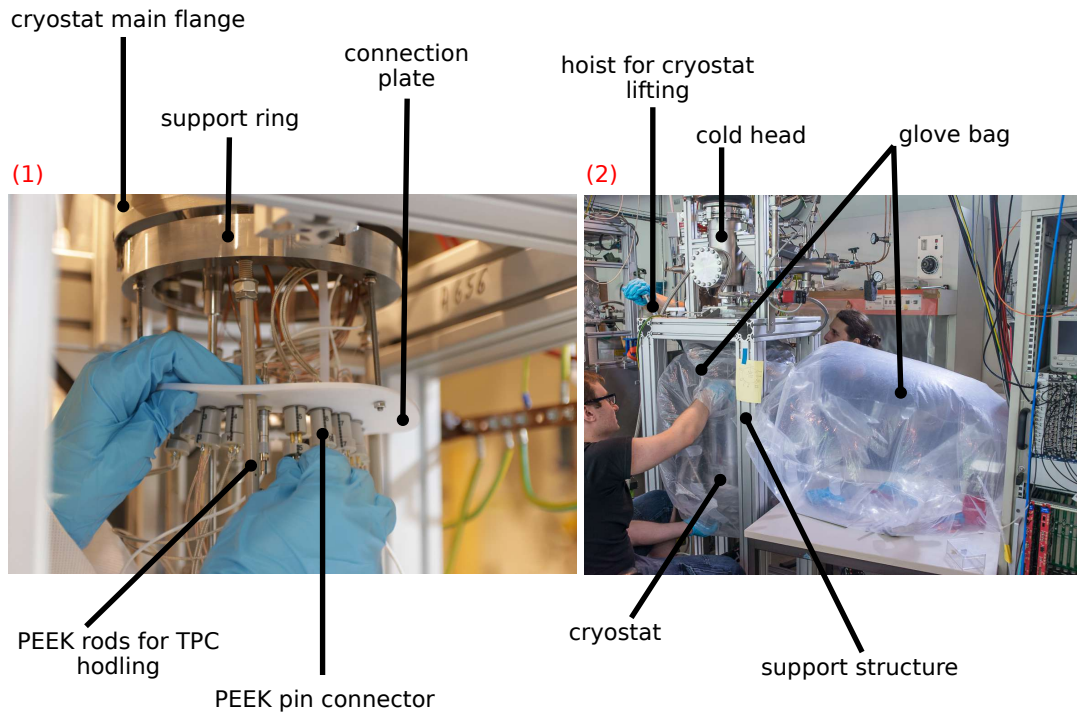 cryostat main flange
connection
plate
support ring
hoist for cryostat
lifting
cold head
glove bag
(1)
(2)
A 656
PEEK rods for TPC
hodling
PEEK pin connector
cryostat
support structure